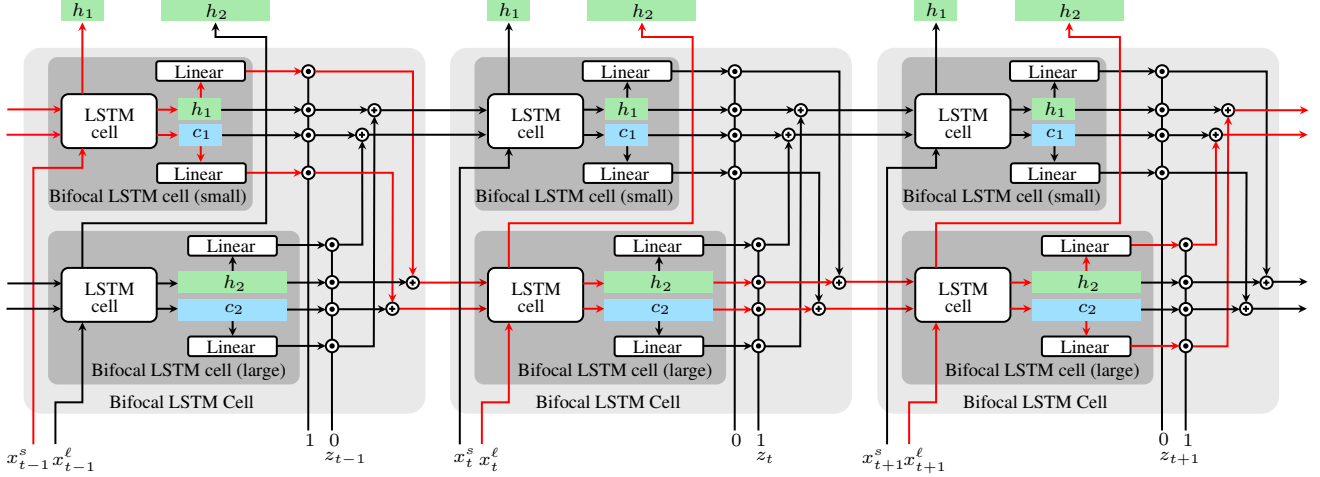 h₁ h₂ h₁ h₂ h₁ h₂
Linear Linear Linear
LSTM cell h₁ LSTM cell h₁ LSTM cell h₁
c₁ c₁ c₁
Linear Linear Linear
Bifocal LSTM cell (small) Bifocal LSTM cell (small) Bifocal LSTM cell (small)
Linear Linear Linear
LSTM cell h₂ LSTM cell h₂ LSTM cell h₂
c₂ c₂ c₂
Linear Linear Linear
Bifocal LSTM cell (large) Bifocal LSTM cell (large) Bifocal LSTM cell (large)
Bifocal LSTM Cell Bifocal LSTM Cell Bifocal LSTM Cell
1 0 0 1 0 1
x^s_{t−1} x^ℓ_{t−1} z_{t−1} x^s_t x^ℓ_t z_t x^s_{t+1} x^ℓ_{t+1} z_{t+1}